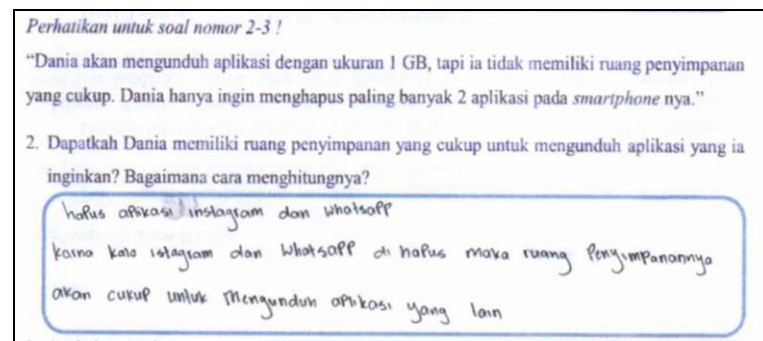 Perhatikan untuk soal nomor 2-3 !
“Dania akan mengunduh aplikasi dengan ukuran 1 GB, tapi ia tidak memiliki ruang penyimpanan
yang cukup. Dania hanya ingin menghapus paling banyak 2 aplikasi pada smartphone nya.”
2. Dapatkah Dania memiliki ruang penyimpanan yang cukup untuk mengunduh aplikasi yang ia
inginkan? Bagaimana cara menghitungnya?
hapus aplikasi instagram dan whatsapp
karna kalo istagram dan whatsapp di hapus maka ruang Penyimpanannya
akan cukup untuk mengunduh aplikasi yang lain